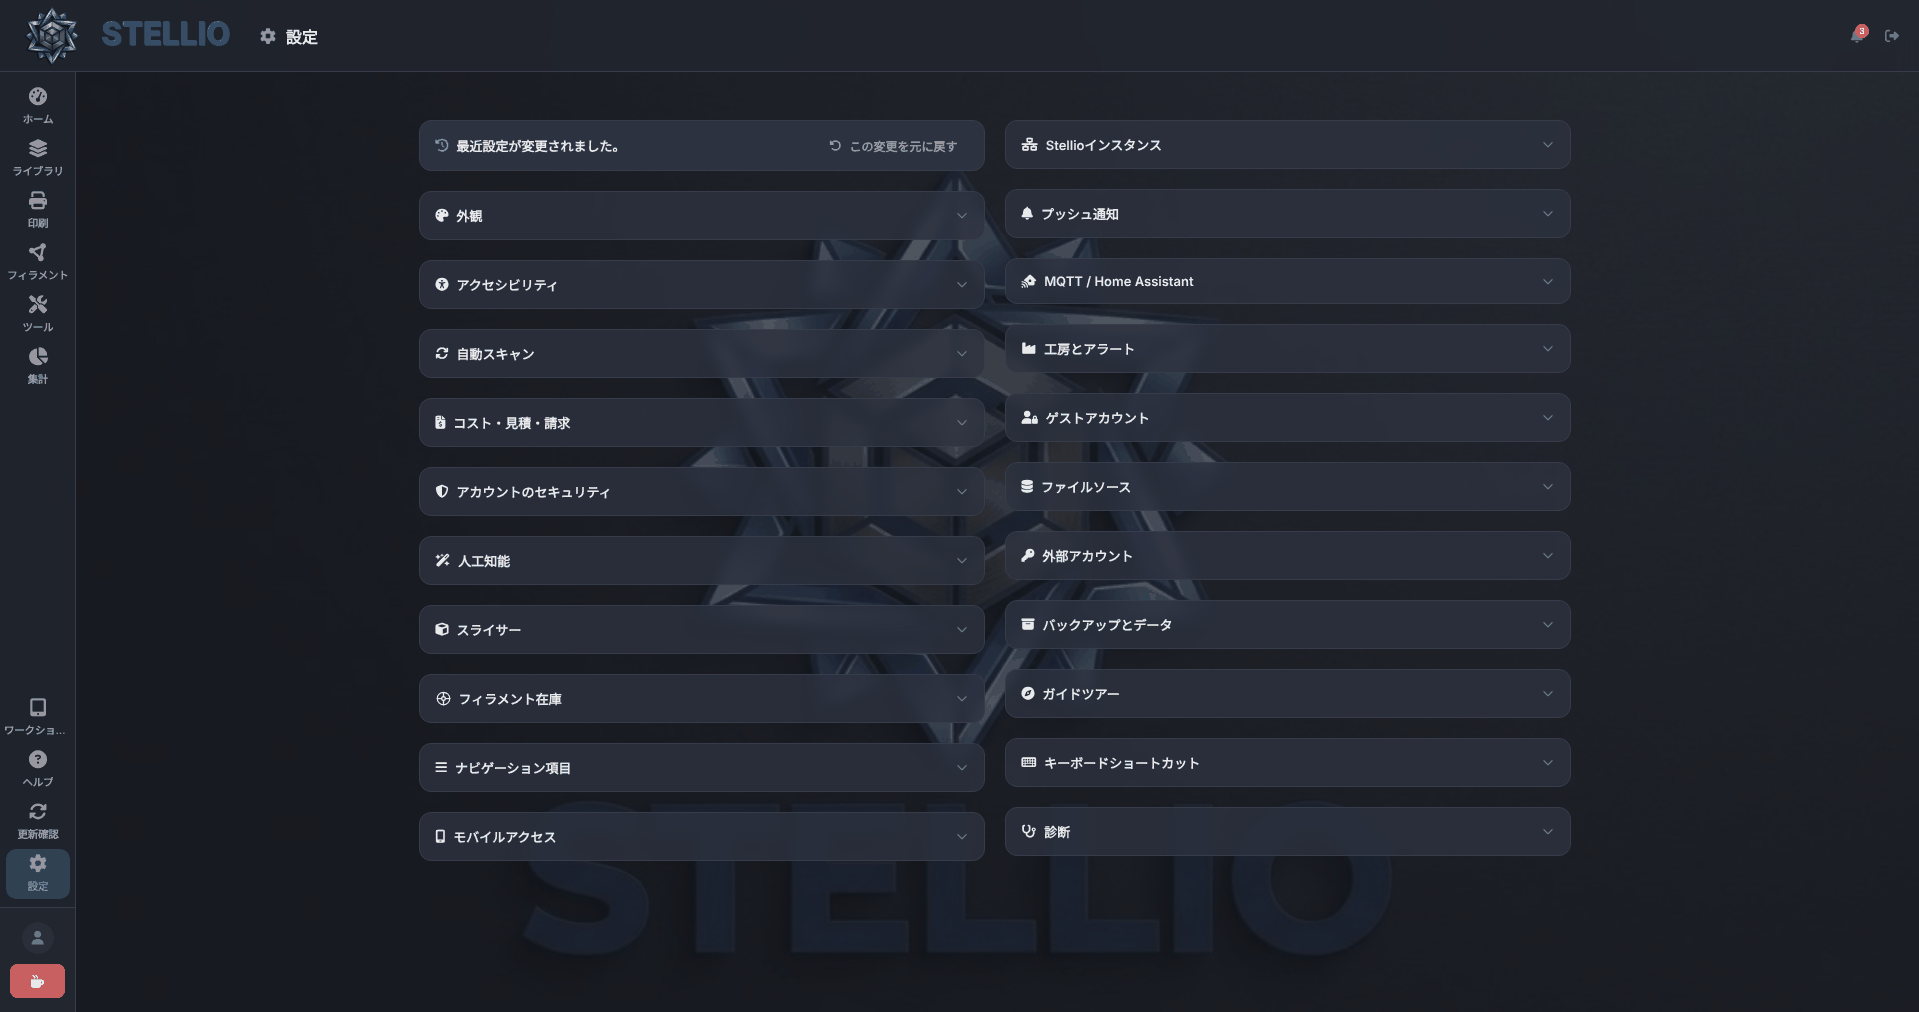 STELLIO
設定
3
ホーム
ライブラリ
印刷
フィラメント
ツール
集計
ワークショ...
ヘルプ
更新確認
設定
最近設定が変更されました。
この変更を元に戻す
外観
アクセシビリティ
自動スキャン
コスト・見積・請求
アカウントのセキュリティ
人工知能
スライサー
フィラメント在庫
ナビゲーション項目
モバイルアクセス
Stellioインスタンス
プッシュ通知
MQTT / Home Assistant
工房とアラート
ゲストアカウント
ファイルソース
外部アカウント
バックアップとデータ
ガイドツアー
キーボードショートカット
診断
STELLIO